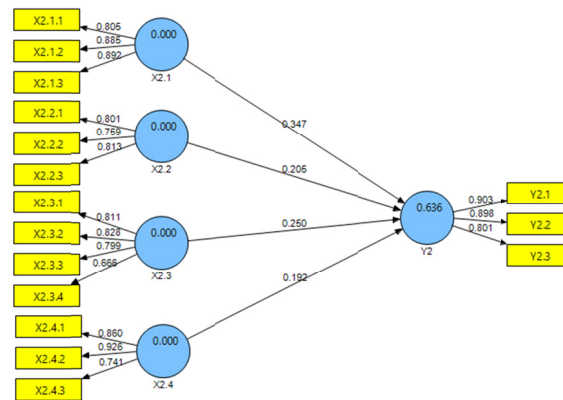 X2.1.1
X2.1.2
X2.1.3
0.805
0.885
0.892
0.000
X2.1
X2.2.1
X2.2.2
X2.2.3
0.801
0.759
0.813
0.000
X2.2
X2.3.1
X2.3.2
X2.3.3
X2.3.4
0.811
0.828
0.799
0.666
0.000
X2.3
X2.4.1
X2.4.2
X2.4.3
0.860
0.926
0.741
0.000
X2.4
0.347
0.205
0.250
0.192
0.636
Y2
0.903
0.898
0.801
Y2.1
Y2.2
Y2.3